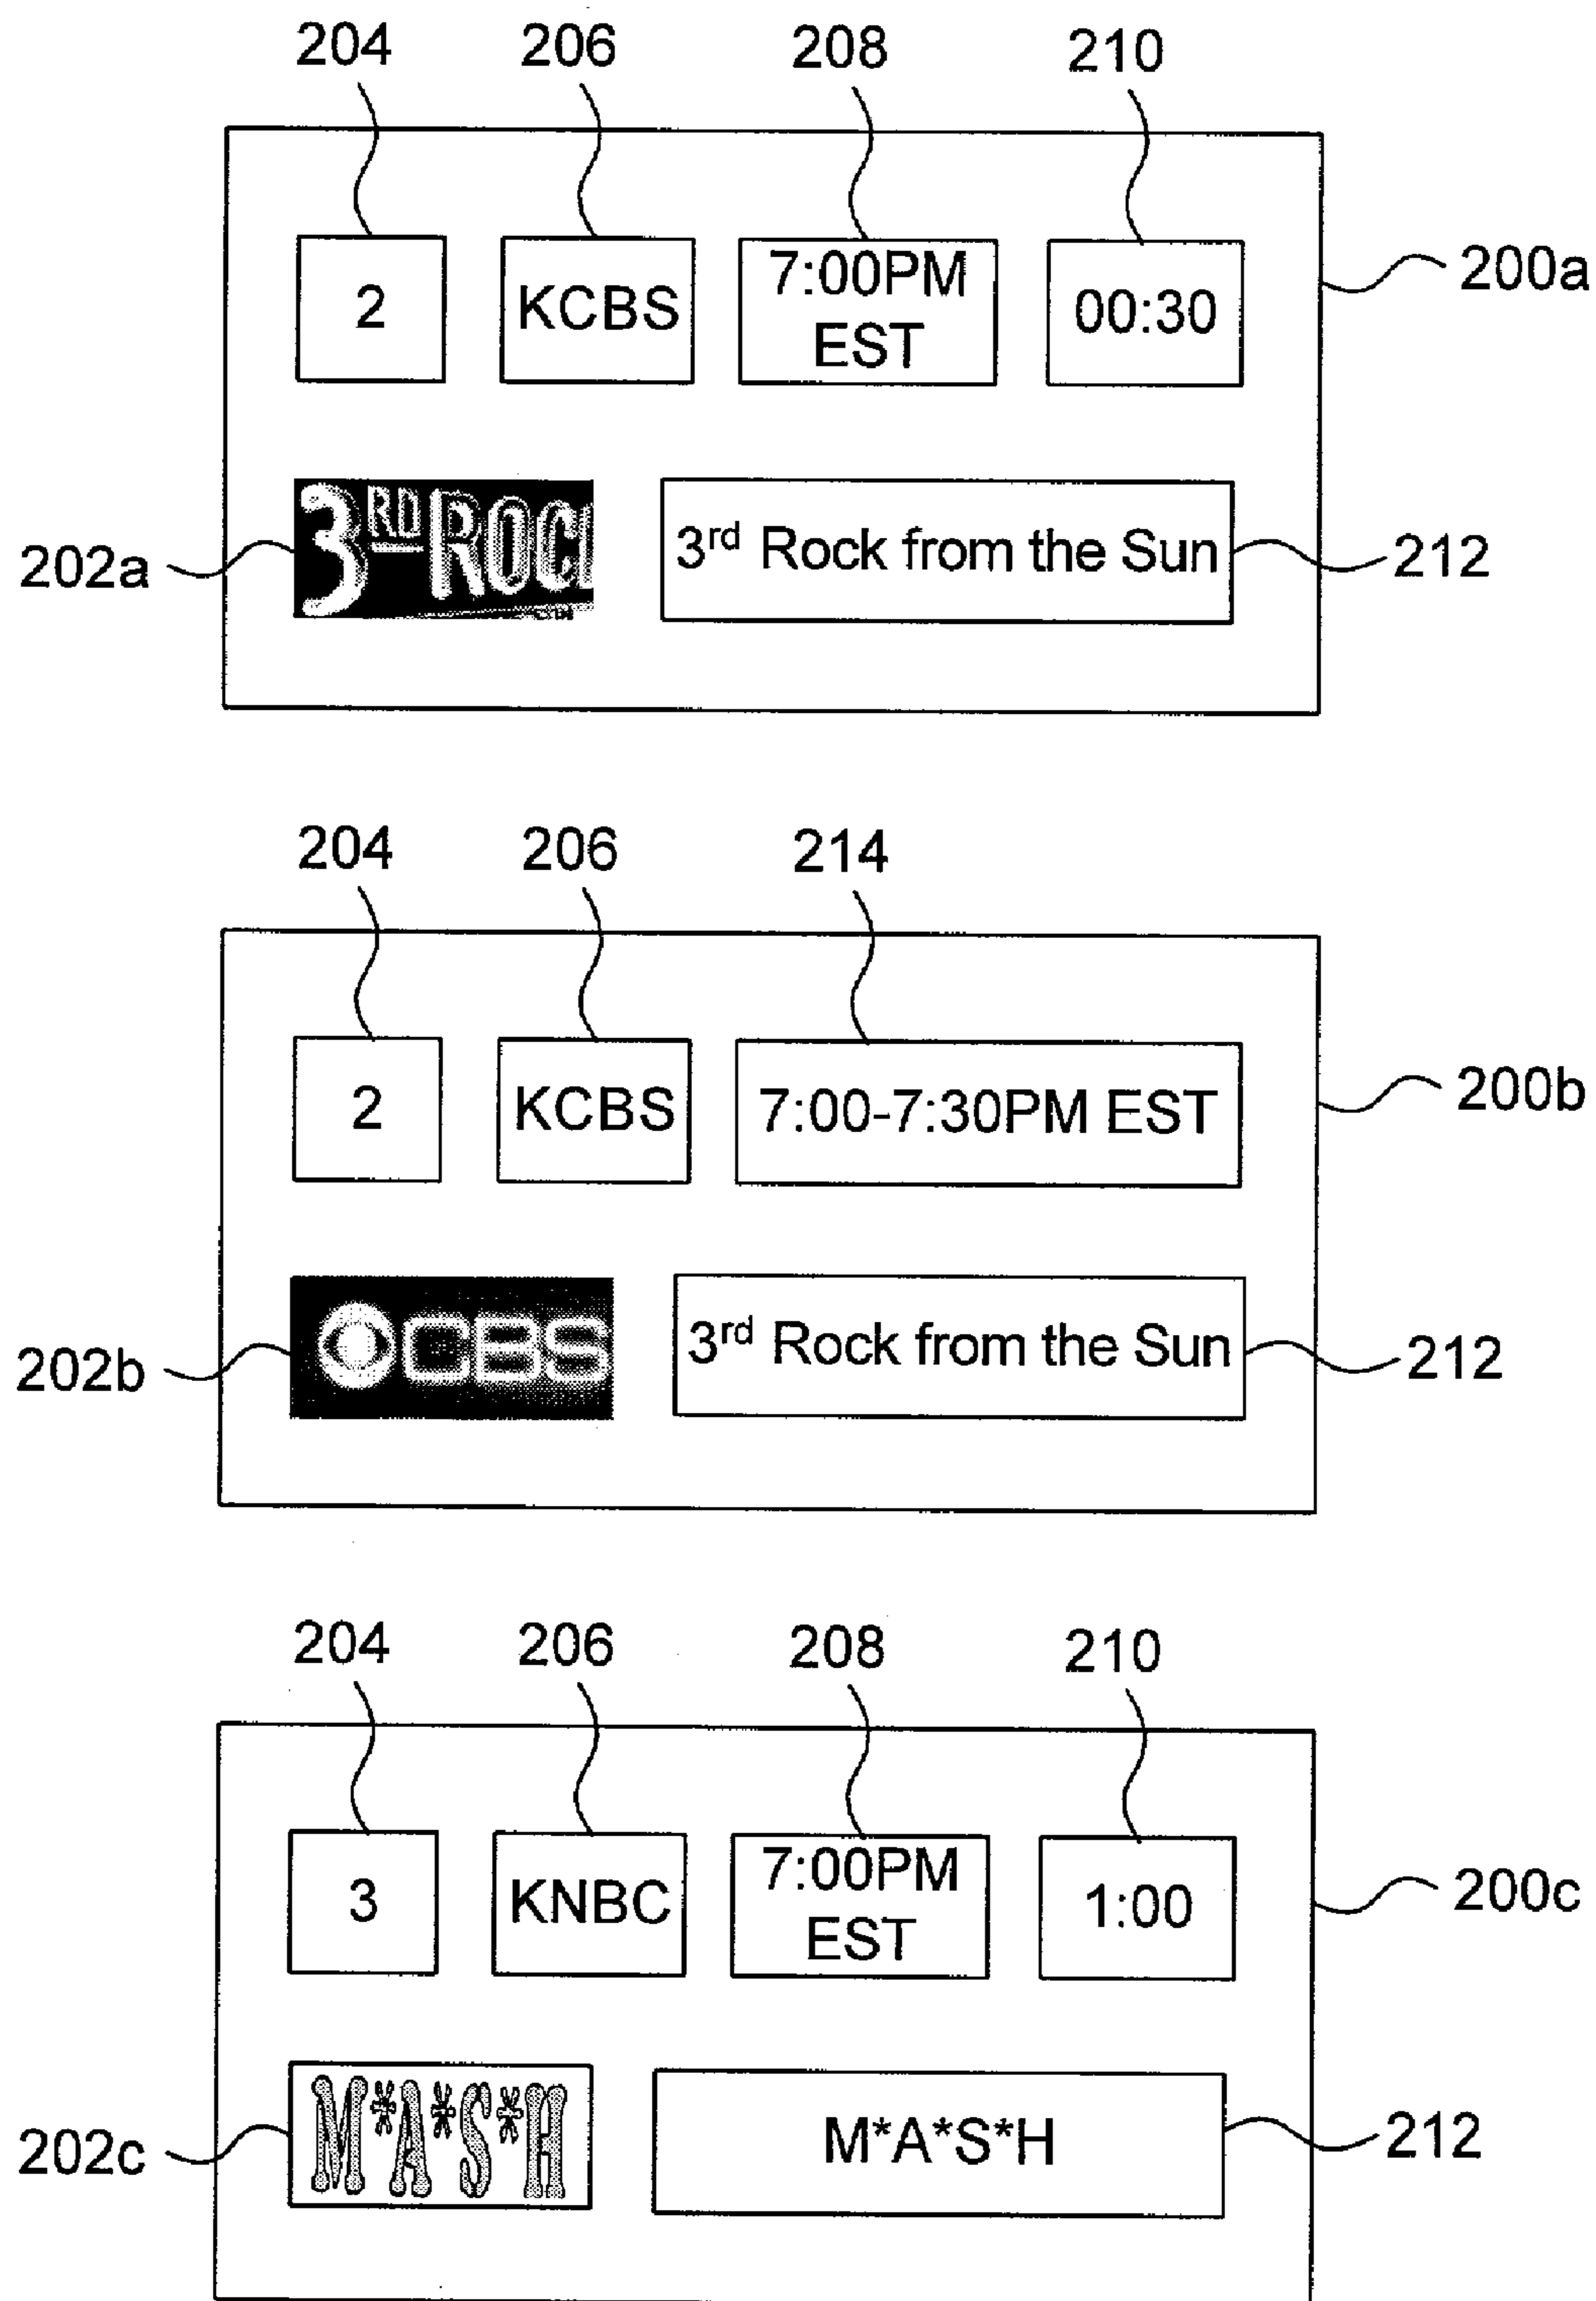 204 206 208 210
2 KCBS 7:00PM EST 00:30 200a
202a 3RD ROC 3rd Rock from the Sun 212
204 206 214
2 KCBS 7:00-7:30PM EST 200b
202b CBS 3rd Rock from the Sun 212
204 206 208 210
3 KNBC 7:00PM EST 1:00 200c
202c M*A*S*H M*A*S*H 212